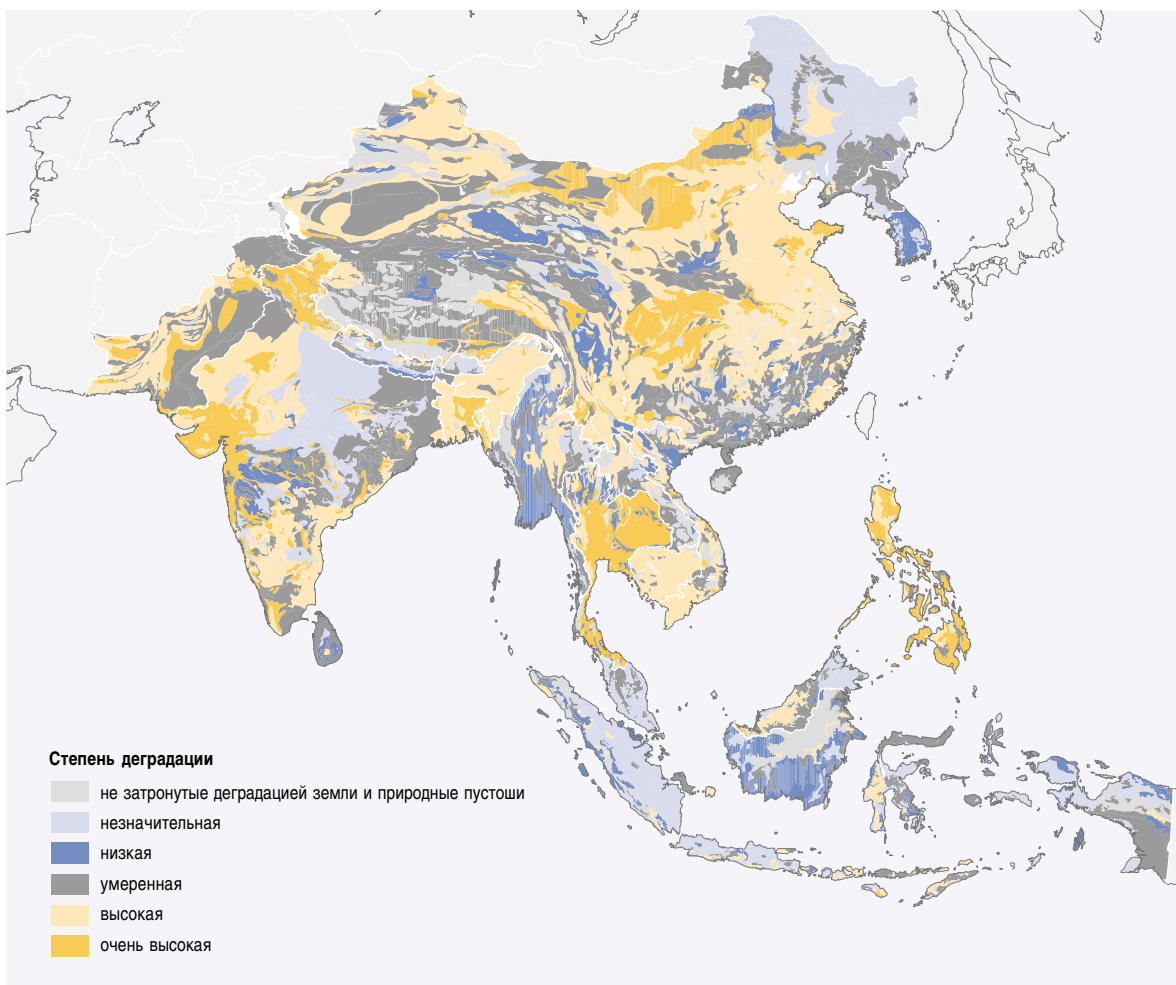 Степень деградации
не затронутые деградацией земли и природные пустоши
незначительная
низкая
умеренная
высокая
очень высокая